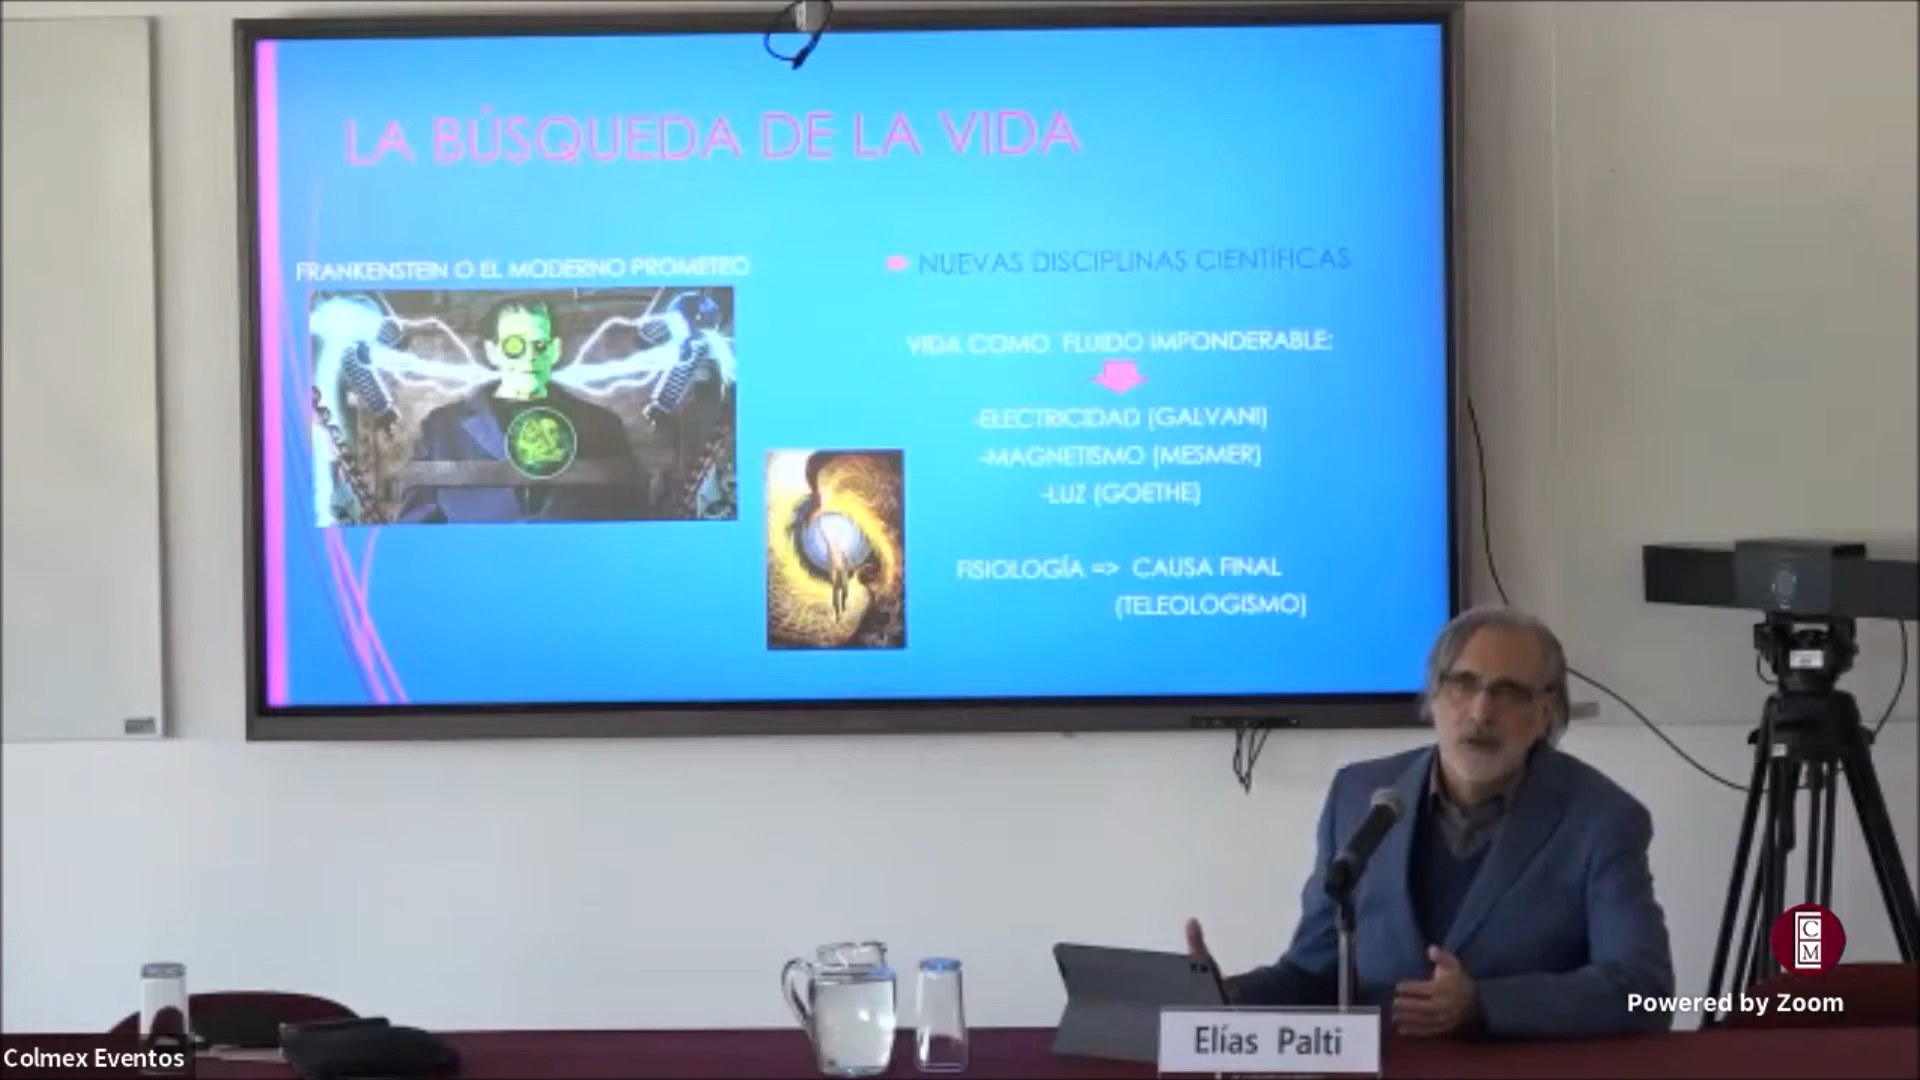 LA BÚSQUEDA DE LA VIDA
FRANKENSTEIN O EL MODERNO PROMETEO
NUEVAS DISCIPLINAS CIENTÍFICAS
VIDA COMO FLUIDO IMPONDERABLE:
-ELECTRICIDAD (GALVANI)
-MAGNETISMO (MESMER)
-LUZ (GOETHE)
FISIOLOGÍA => CAUSA FINAL
(TELEOLOGISMO)
C
M
Powered by Zoom
Elías Palti
Colmex Eventos